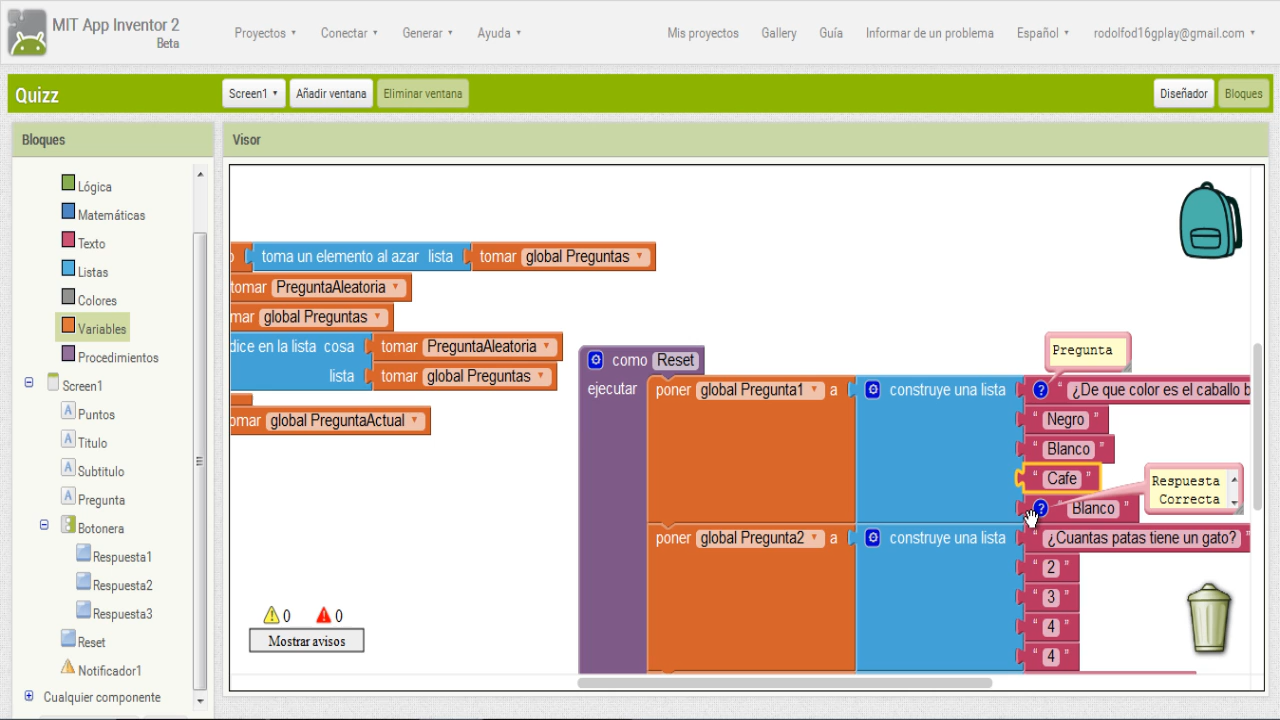 MIT App Inventor 2
Beta
Proyectos Conectar Generar Ayuda Mis proyectos Gallery Guía Informar de un problema Español rodolfod16gplay@gmail.com
Quizz Screen1 Añadir ventana Eliminar ventana Diseñador Bloques
Bloques
Lógica
Matemáticas
Texto
Listas
Colores
Variables
Procedimientos
Screen1
Puntos
Titulo
Subtitulo
Pregunta
Botonera
Respuesta1
Respuesta2
Respuesta3
Reset
Notificador1
Cualquier componente
Visor
toma un elemento al azar lista tomar global Preguntas
tomar PreguntaAleatoria
mar global Preguntas
dice en la lista cosa tomar PreguntaAleatoria
lista tomar global Preguntas
omar global PreguntaActual
como Reset
ejecutar poner global Pregunta1 a construye una lista ? " ¿De que color es el caballo b
" Negro "
" Blanco "
" Cafe "
? " Blanco "
Pregunta
Respuesta
Correcta
poner global Pregunta2 a construye una lista " ¿Cuantas patas tiene un gato? "
" 2 "
" 3 "
" 4 "
" 4 "
0 0
Mostrar avisos